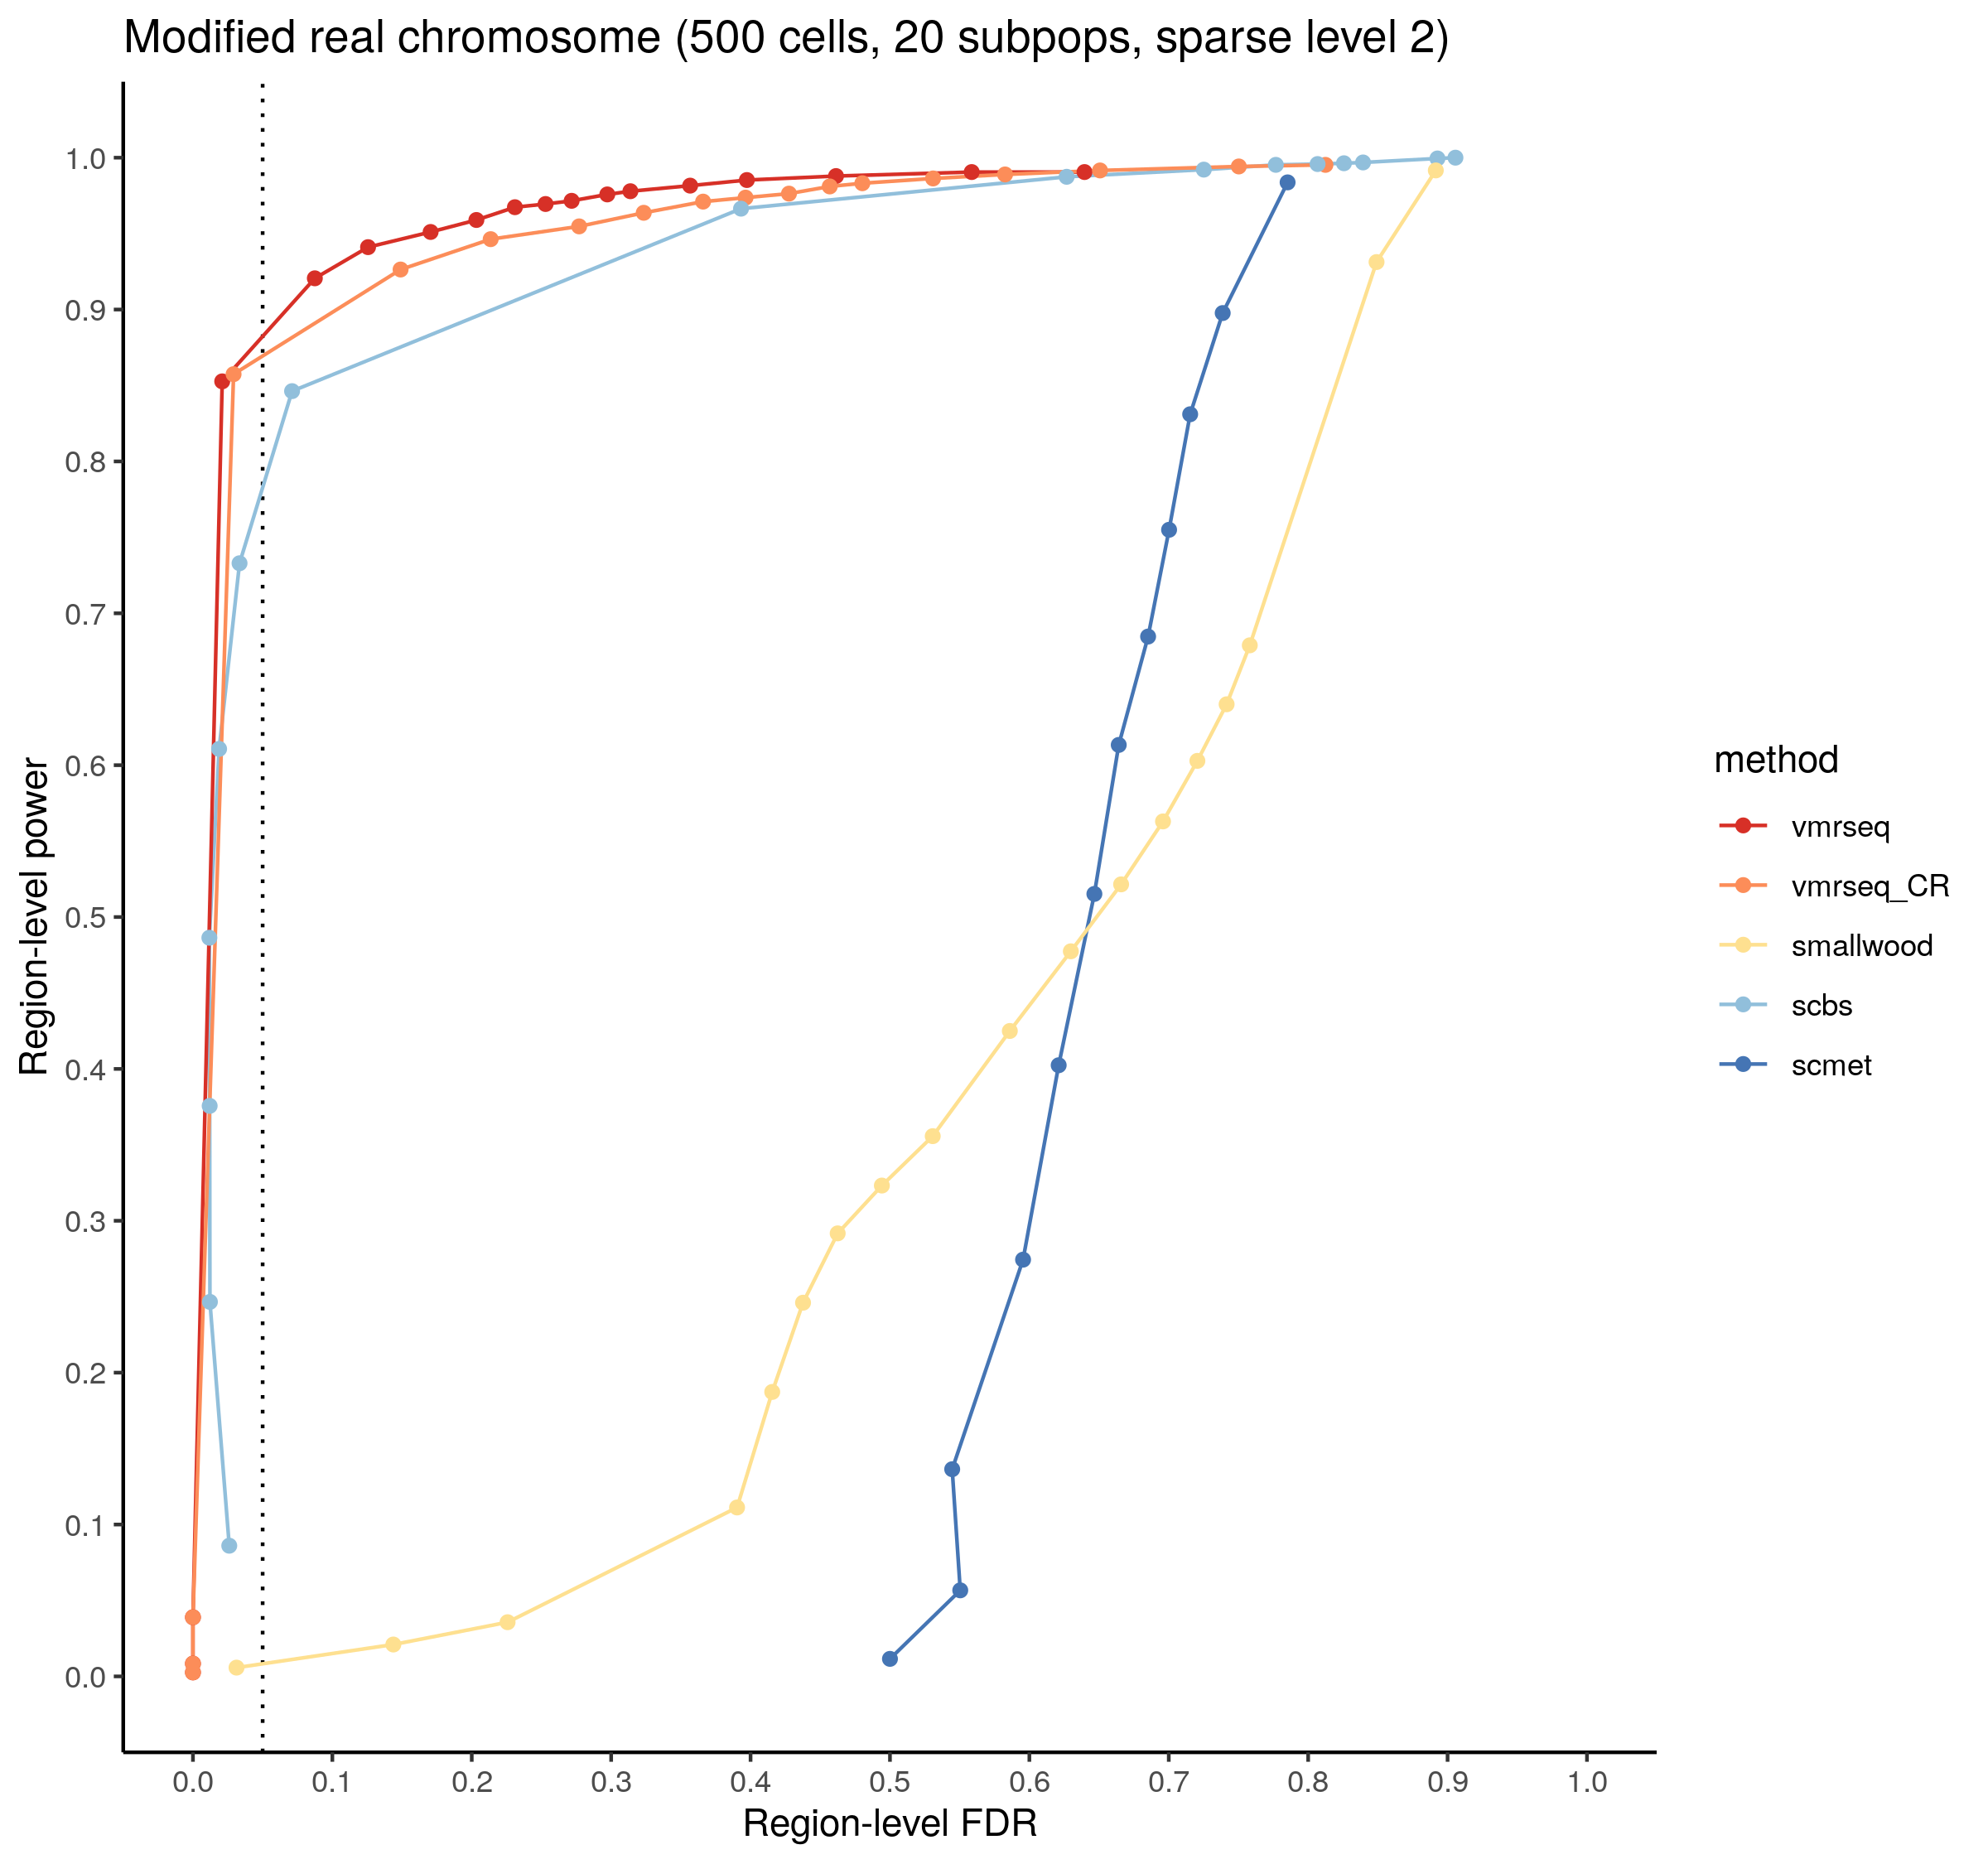 Modified real chromosome (500 cells, 20 subpops, sparse level 2)
Region-level power
1.0
0.9
0.8
0.7
0.6
0.5
0.4
0.3
0.2
0.1
0.0
0.0 0.1 0.2 0.3 0.4 0.5 0.6 0.7 0.8 0.9 1.0
Region-level FDR
method
vmrseq
vmrseq_CR
smallwood
scbs
scmet